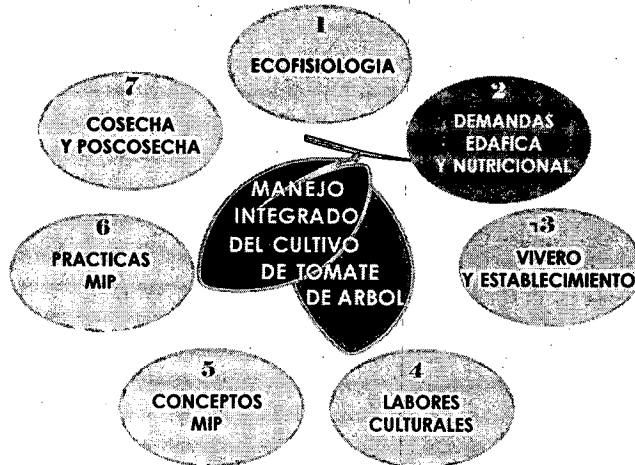 1
ECOFISIOLOGIA
2
DEMANDAS
EDAFICA
Y NUTRICIONAL
3
VIVERO
Y ESTABLECIMIENTO
4
LABORES
CULTURALES
5
CONCEPTOS
MIP
6
PRACTICAS
MIP
7
COSECHA
Y POSCOSECHA
MANEJO
INTEGRADO
DEL CULTIVO
DE TOMATE
DE ARBOL